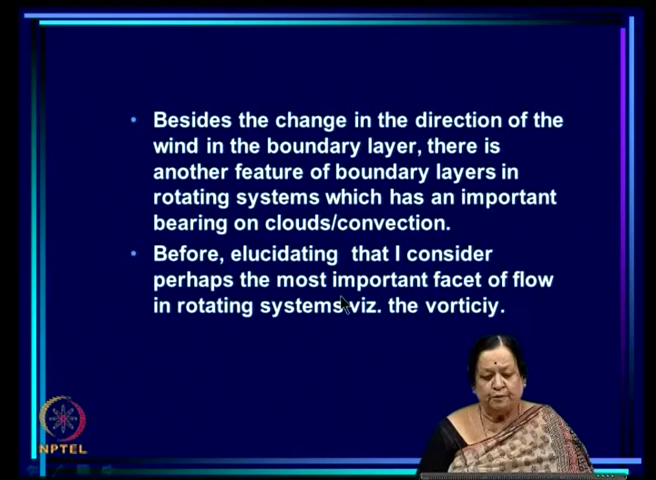 • Besides the change in the direction of the
wind in the boundary layer, there is
another feature of boundary layers in
rotating systems which has an important
bearing on clouds/convection.
• Before, elucidating that I consider
perhaps the most important facet of flow
in rotating systems viz. the vorticiy.
NPTEL